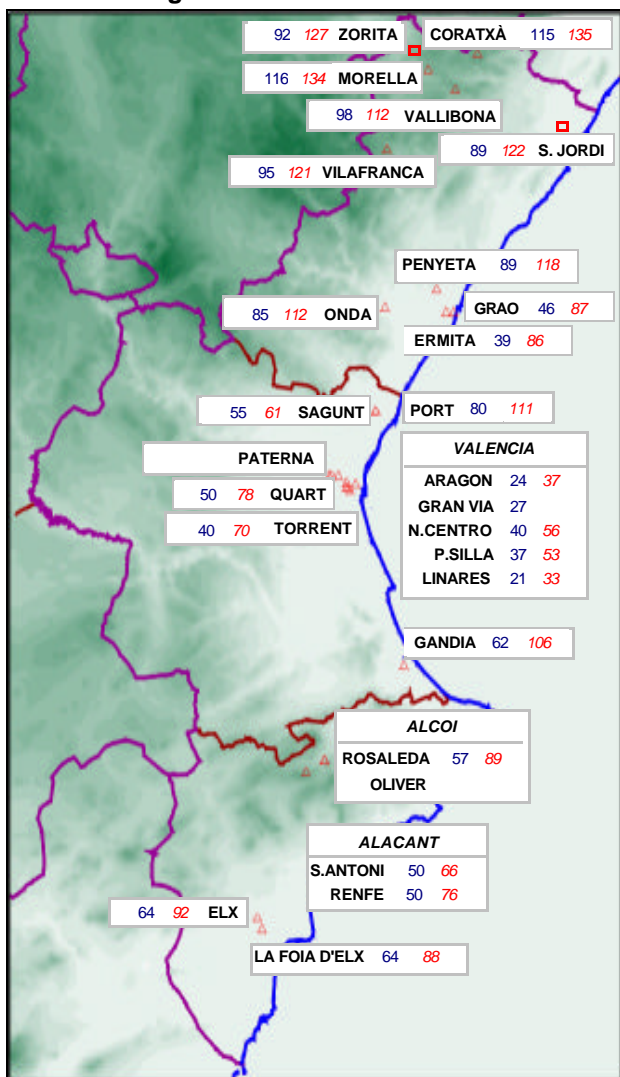 92 127 ZORITA
CORATXÀ 115 135
116 134 MORELLA
98 112 VALLIBONA
89 122 S. JORDI
95 121 VILAFRANCA
PENYETA 89 118
85 112 ONDA
GRAO 46 87
ERMITA 39 86
55 61 SAGUNT
PORT 80 111
PATERNA
50 78 QUART
40 70 TORRENT
VALENCIA
ARAGON 24 37
GRAN VIA 27
N.CENTRO 40 56
P.SILLA 37 53
LINARES 21 33
GANDIA 62 106
ALCOI
ROSALEDA 57 89
OLIVER
ALACANT
S.ANTONI 50 66
RENFE 50 76
64 92 ELX
LA FOIA D'ELX 64 88